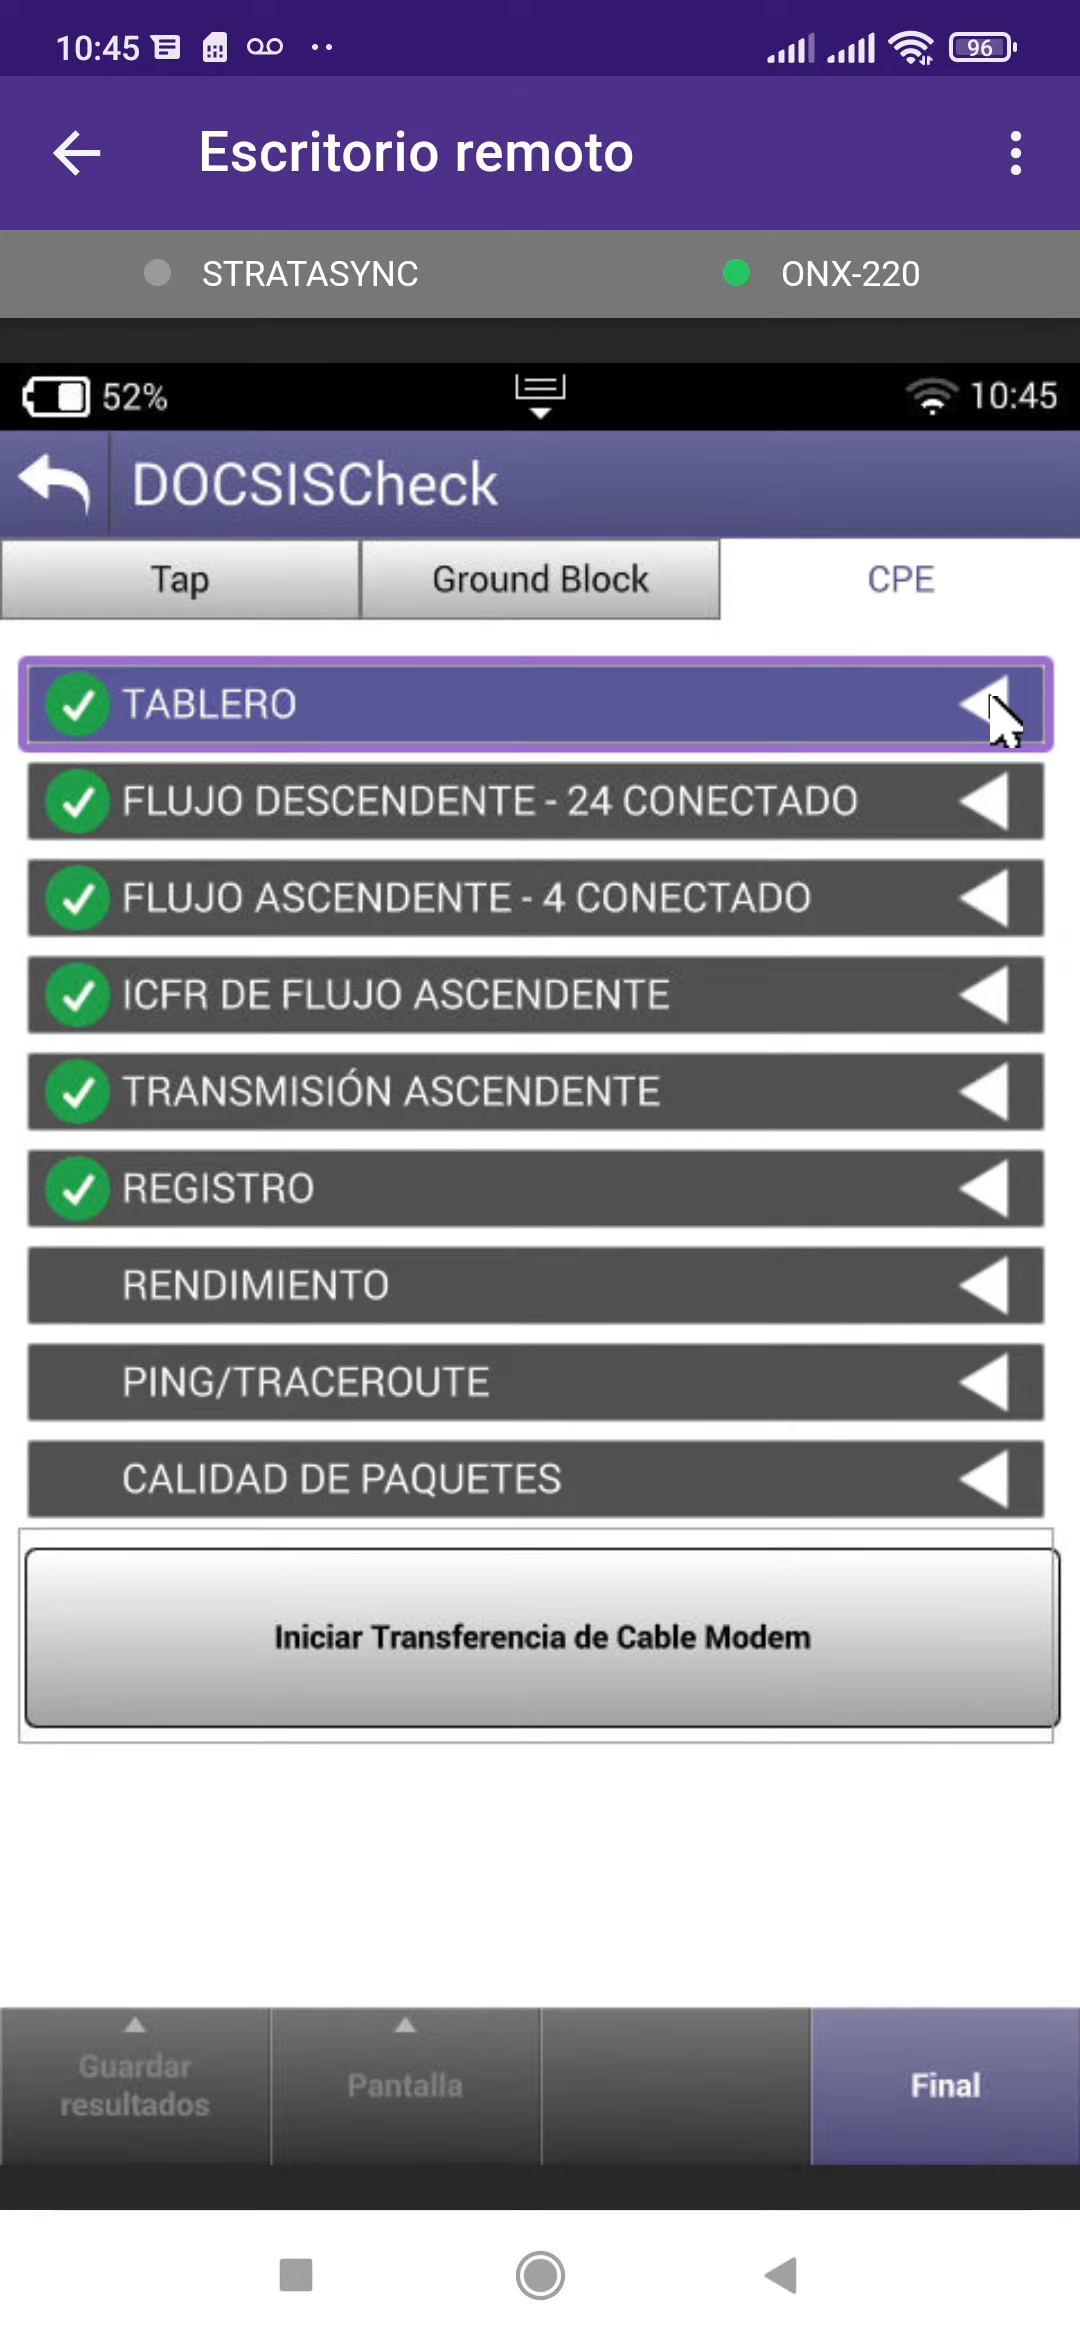 10:45
96
Escritorio remoto
STRATASYNC
ONX-220
52%
10:45
DOCSISCheck
Tap
Ground Block
CPE
TABLERO
FLUJO DESCENDENTE - 24 CONECTADO
FLUJO ASCENDENTE - 4 CONECTADO
ICFR DE FLUJO ASCENDENTE
TRANSMISIÓN ASCENDENTE
REGISTRO
RENDIMIENTO
PING/TRACEROUTE
CALIDAD DE PAQUETES
Iniciar Transferencia de Cable Modem
Guardar
resultados
Pantalla
Final